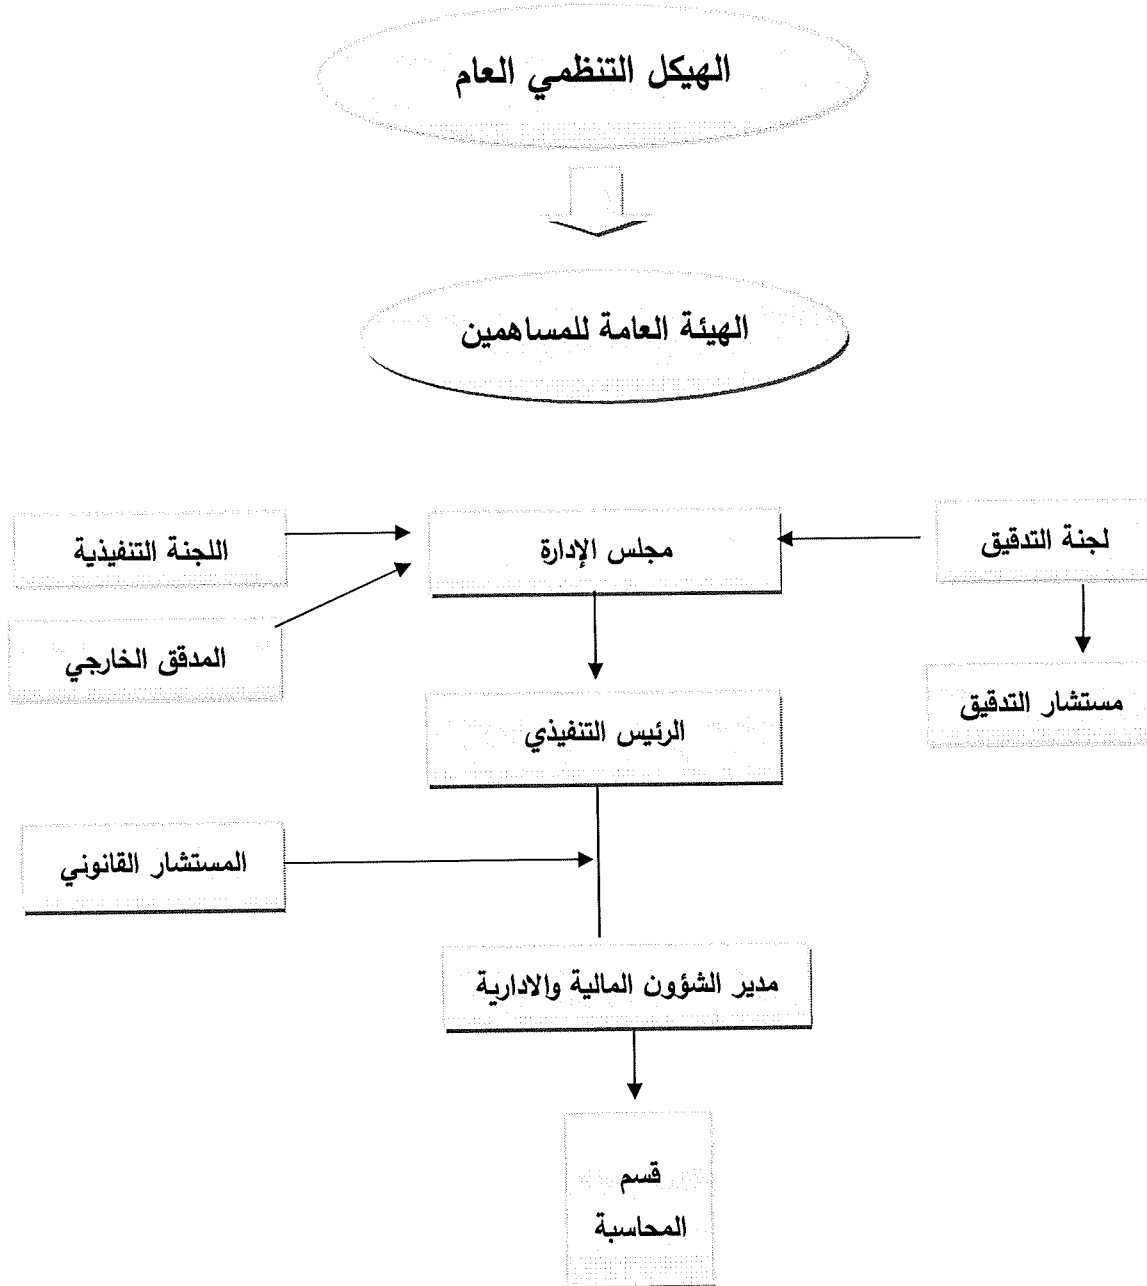 الهيكل التنظمي العام
الهيئة العامة للمساهمين
لجنة التدقيق
مجلس الإدارة
اللجنة التنفيذية
المدقق الخارجي
مستشار التدقيق
الرئيس التنفيذي
المستشار القانوني
مدير الشؤون المالية والادارية
قسم
المحاسبة